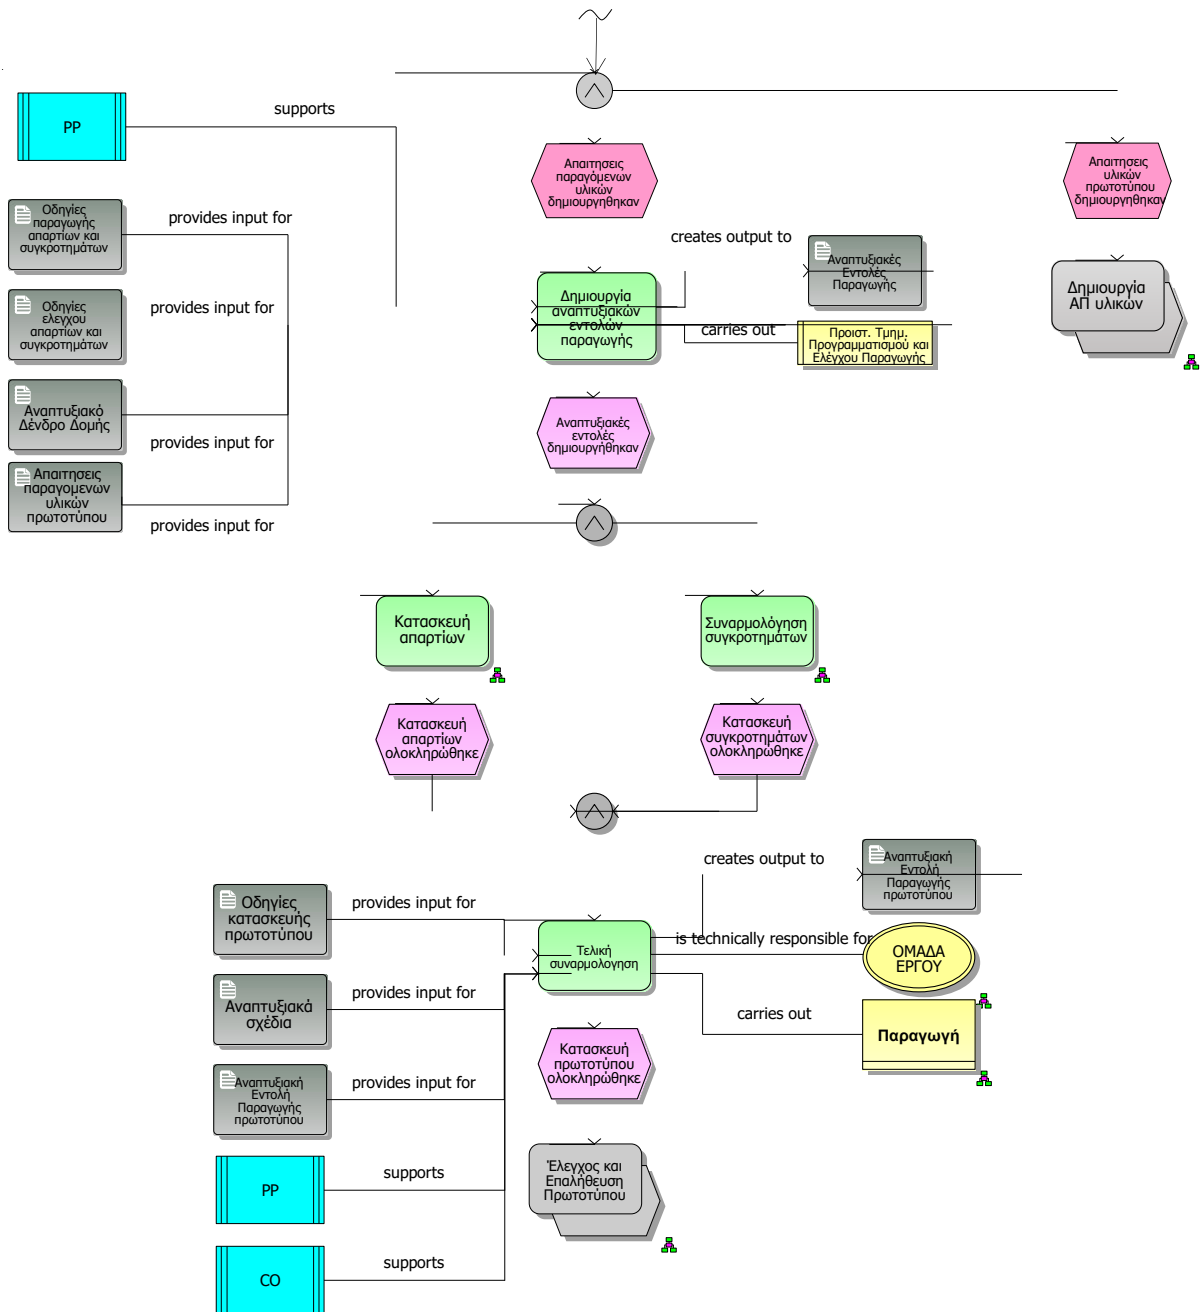 PP
supports
Οδηγίες
παραγωγής
απαρτίων και
συγκροτημάτων
provides input for
Οδηγίες
ελεγχου
απαρτίων και
συγκροτημάτων
provides input for
Αναπτυξιακό
Δένδρο Δομής
provides input for
Απαιτησεις
παραγομενων
υλικών
πρωτοτύπου
provides input for
Απαιτησεις
παραγόμενων
υλικών
δημιουργηθηκαν
Απαιτησεις
υλικών
πρωτοτύπου
δημιουργήθηκαν
creates output to
Αναπτυξιακές
Εντολές
Παραγωγής
Δημιουργία
αναπτυξιακών
εντολών
παραγωγής
carries out
Προιστ. Τμημ.
Προγραμματισμού και
Ελέγχου Παραγωγής
Δημιουργία
ΑΠ υλικών
Αναπτυξιακές
εντολές
δημιουργήθηκαν
Κατασκευή
απαρτίων
Συναρμολόγηση
συγκροτημάτων
Κατασκευή
απαρτίων
ολοκληρώθηκε
Κατασκευή
συγκροτημάτων
ολοκληρώθηκε
creates output to
Αναπτυξιακή
Εντολή
Παραγωγής
πρωτοτύπου
Οδηγίες
κατασκευής
πρωτοτύπου
provides input for
Τελική
συναρμολογηση
is technically responsible for
ΟΜΑΔΑ
ΕΡΓΟΥ
Αναπτυξιακά
σχέδια
provides input for
carries out
Παραγωγή
Κατασκευή
πρωτοτύπου
ολοκληρώθηκε
Αναπτυξιακή
Εντολή
Παραγωγής
πρωτοτύπου
provides input for
PP
supports
Έλεγχος και
Επαλήθευση
Πρωτοτύπου
CO
supports